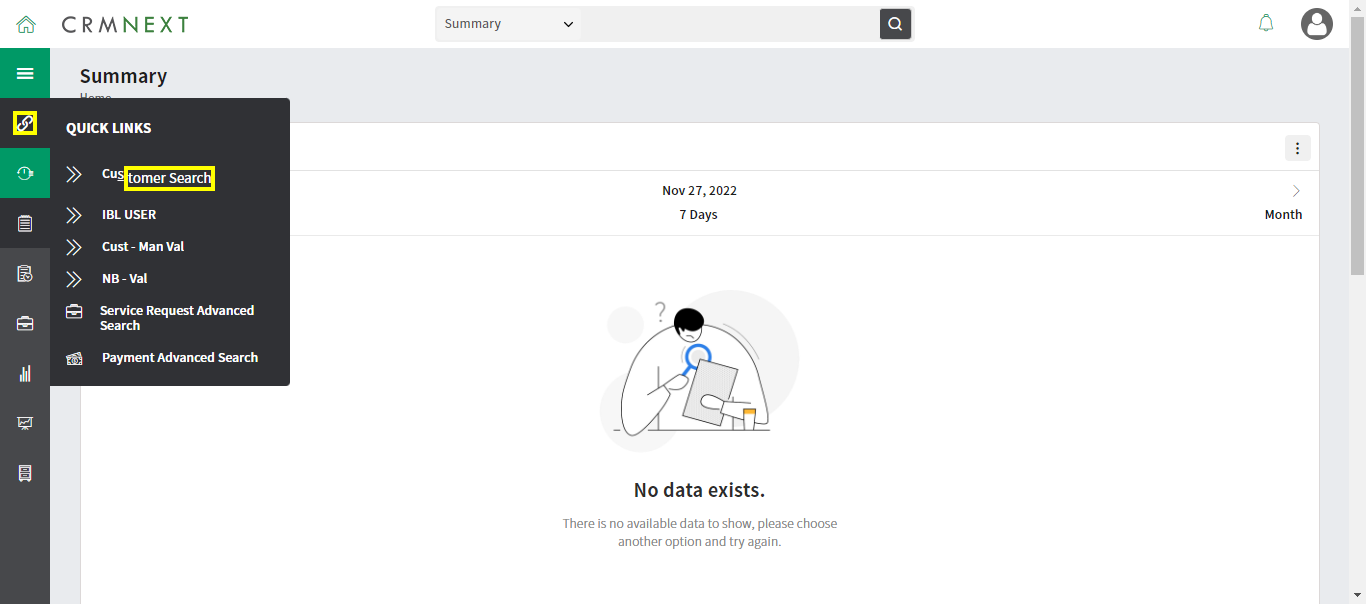 CRMNEXT
Summary
Summary
Home
QUICK LINKS
Customer Search
IBL USER
Cust - Man Val
NB - Val
Service Request Advanced
Search
Payment Advanced Search
Nov 27, 2022
7 Days
Month
?
No data exists.
There is no available data to show, please choose
another option and try again.